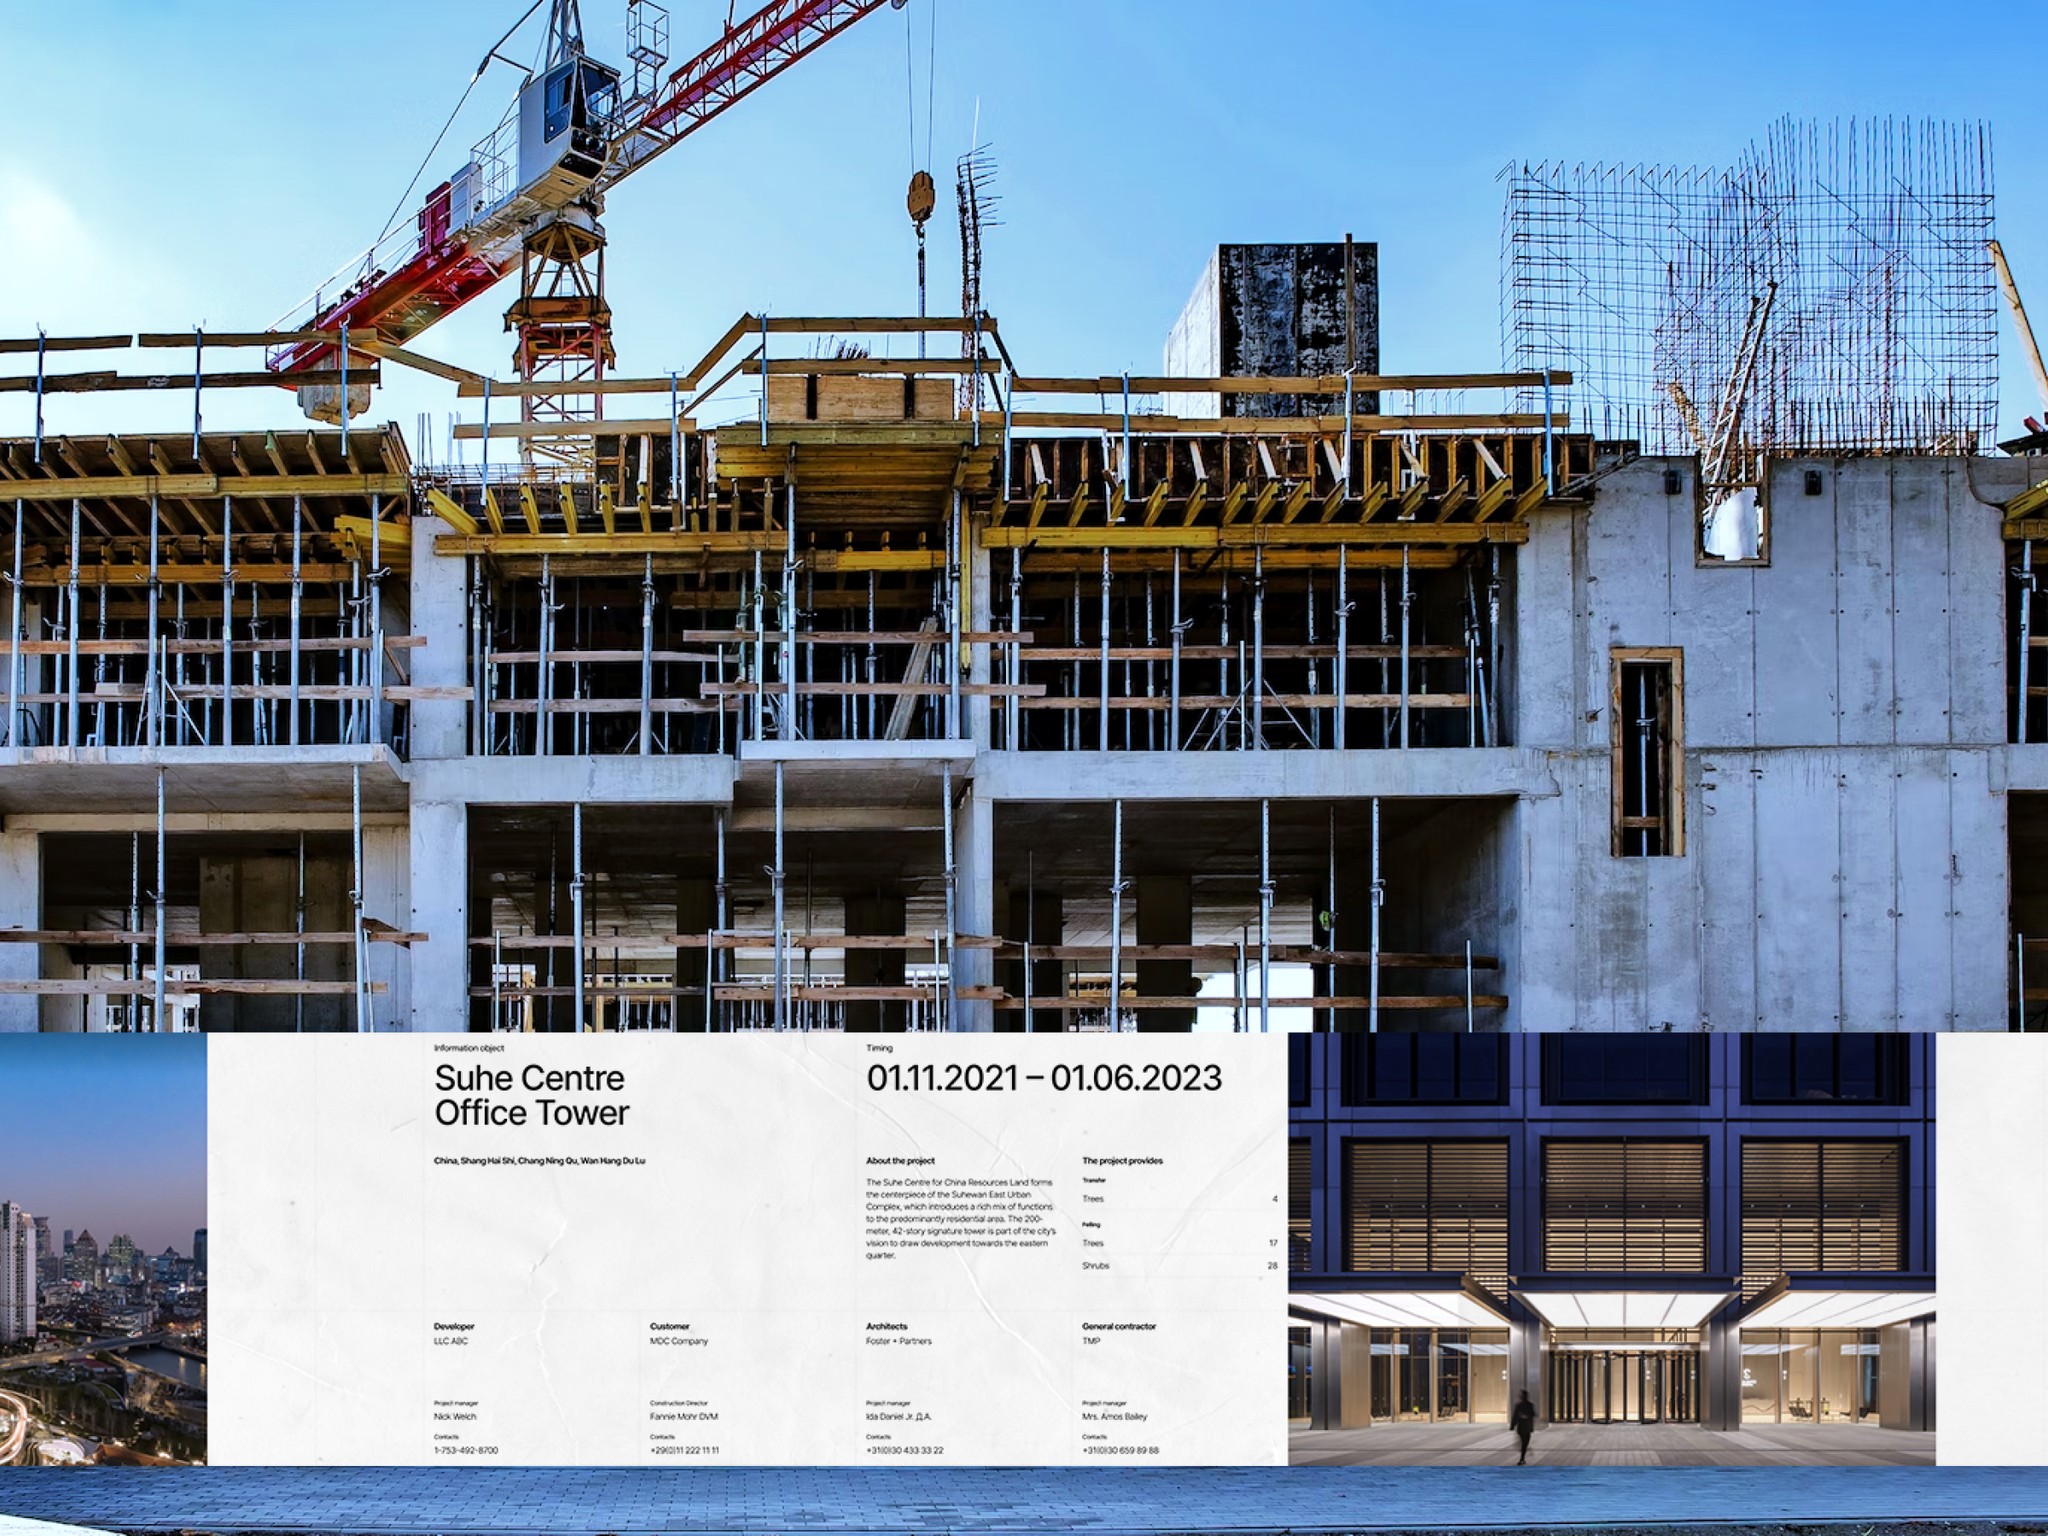 Information object
Suhe Centre
Office Tower
China, Shang Hai Shi, Chang Ning Qu, Wan Hang Du Lu
Timing
01.11.2021 – 01.06.2023
About the project
The Suhe Centre for China Resources Land forms
the centerpiece of the Suhewan East Urban
Complex, which introduces a rich mix of functions
to the predominantly residential area. The 200-
meter, 42-story signature tower is part of the city's
vision to draw development towards the eastern
quarter.
The project provides
Transfer
Trees 4
Felling
Trees 17
Shrubs 28
Developer
LLC ABC
Customer
MDC Company
Architects
Foster + Partners
General contractor
TMP
Project manager
Nick Welch
Contacts
1-753-492-8700
Construction Director
Fannie Mohr DVM
Contacts
+29(0)11 222 11 11
Project manager
Ida Daniel Jr. Д.А.
Contacts
+31(0)30 433 33 22
Project manager
Mrs. Amos Bailey
Contacts
+31(0)30 659 89 88